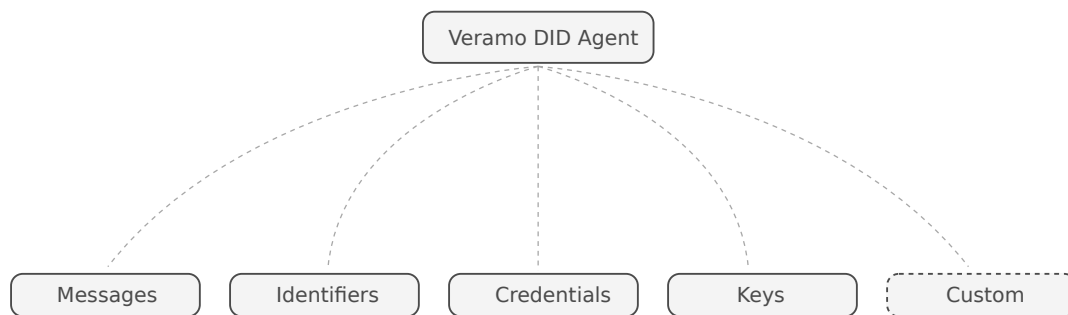 Veramo DID Agent
Messages
Identifiers
Credentials
Keys
Custom